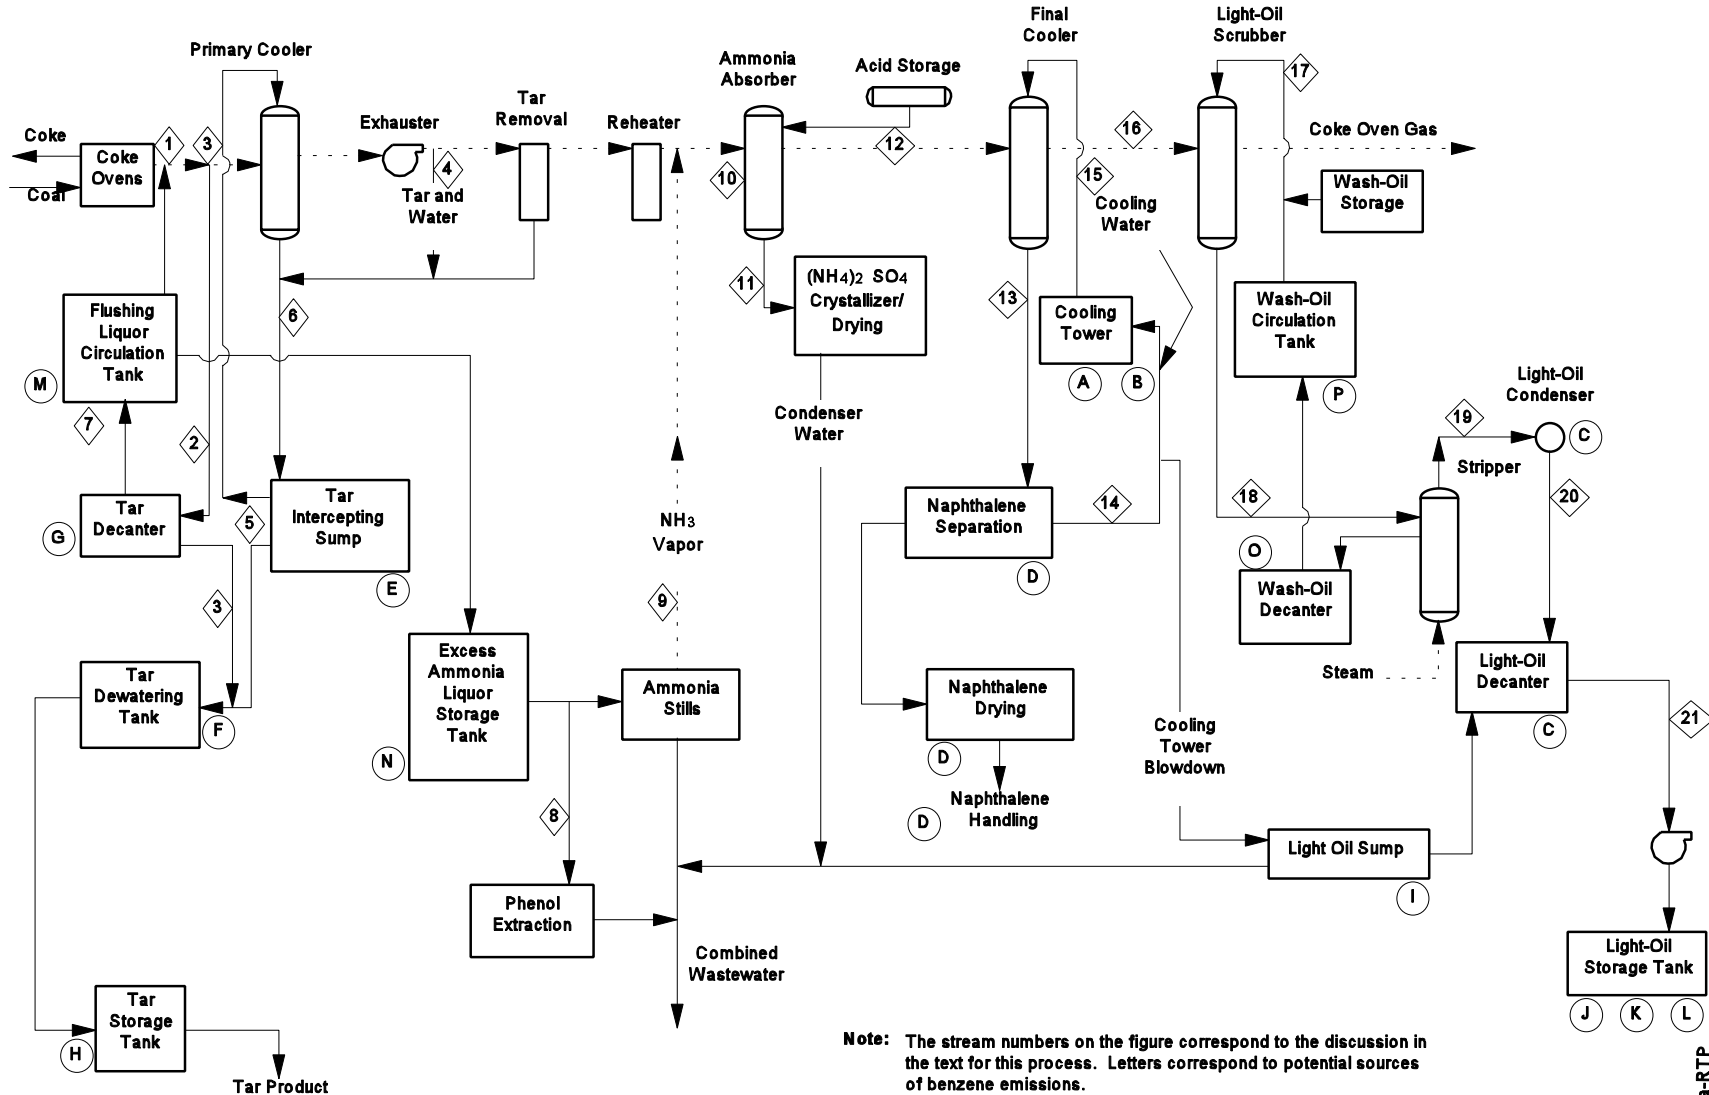 Final
Cooler
Light-Oil
Scrubber
Primary Cooler
Ammonia
Absorber
Acid Storage
17
Tar
Removal
Exhauster
Reheater
16
Coke Oven Gas
Coke
1
3
12
Coke
Ovens
4
15
10
Coal
Tar and
Water
Cooling
Water
Wash-Oil
Storage
11
(NH4)2 SO4
Crystallizer/
Drying
13
Cooling
Tower
A
B
Wash-Oil
Circulation
Tank
P
Flushing
Liquor
Circulation
Tank
M
6
Light-Oil
Condenser
C
7
2
Condenser
Water
19
Stripper
Tar
Decanter
G
5
Tar
Intercepting
Sump
E
NH3
Vapor
Naphthalene
Separation
D
14
18
20
O
Wash-Oil
Decanter
3
9
Steam
Excess
Ammonia
Liquor
Storage
Tank
N
Ammonia
Stills
Naphthalene
Drying
D
Light-Oil
Decanter
C
Tar
Dewatering
Tank
F
21
Cooling
Tower
Blowdown
8
Naphthalene
Handling
D
Light Oil Sump
I
Phenol
Extraction
Combined
Wastewater
Light-Oil
Storage Tank
J
K
L
Tar
Storage
Tank
H
Tar Product
Note: The stream numbers on the figure correspond to the discussion in
the text for this process. Letters correspond to potential sources
of benzene emissions.
a-RTP